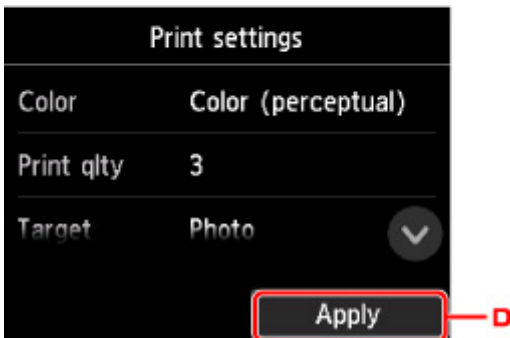 Print settings
Color Color (perceptual)
Print qlty 3
Target Photo
Apply D